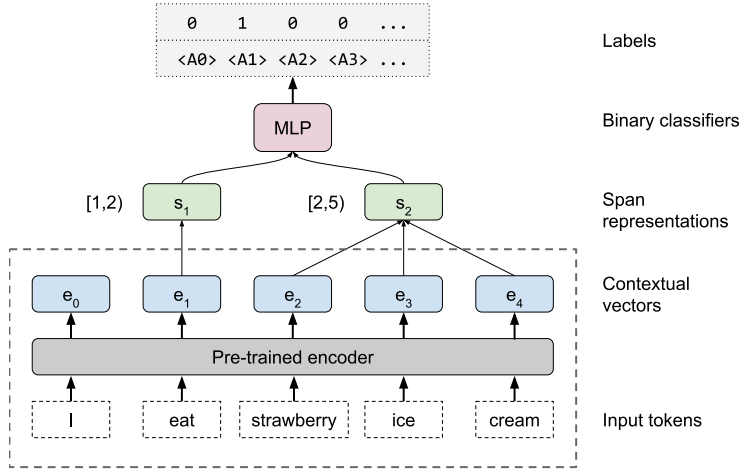 0 1 0 0 ...
<A0> <A1> <A2> <A3> ...
Labels
MLP
Binary classifiers
[1,2) s1 [2,5) s2
Span
representations
e0 e1 e2 e3 e4
Contextual
vectors
Pre-trained encoder
I eat strawberry ice cream
Input tokens